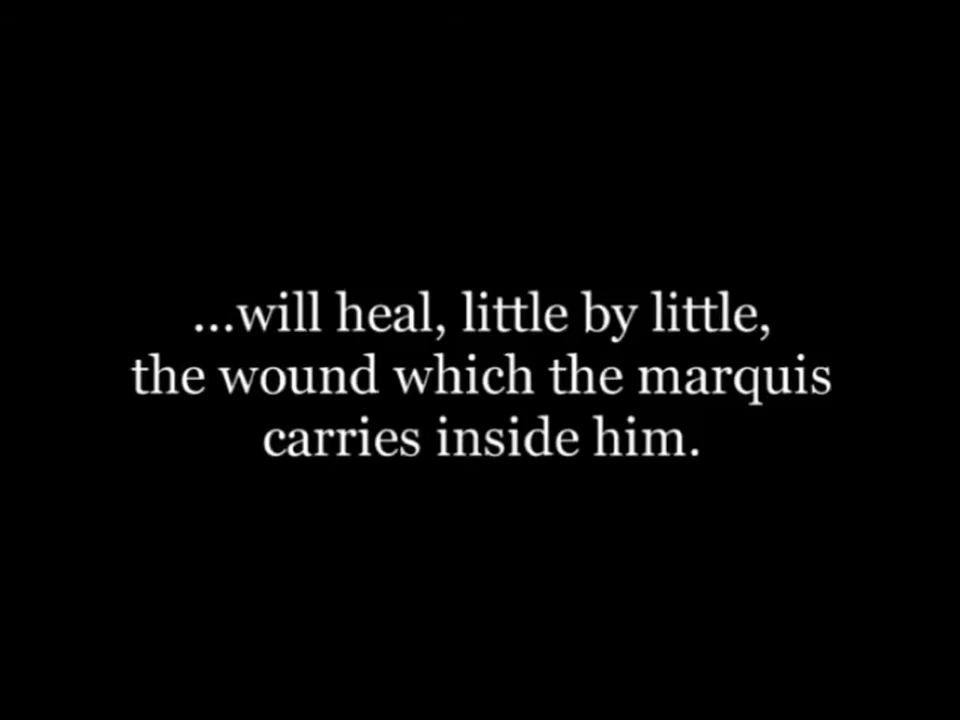 ...will heal, little by little,
the wound which the marquis
carries inside him.